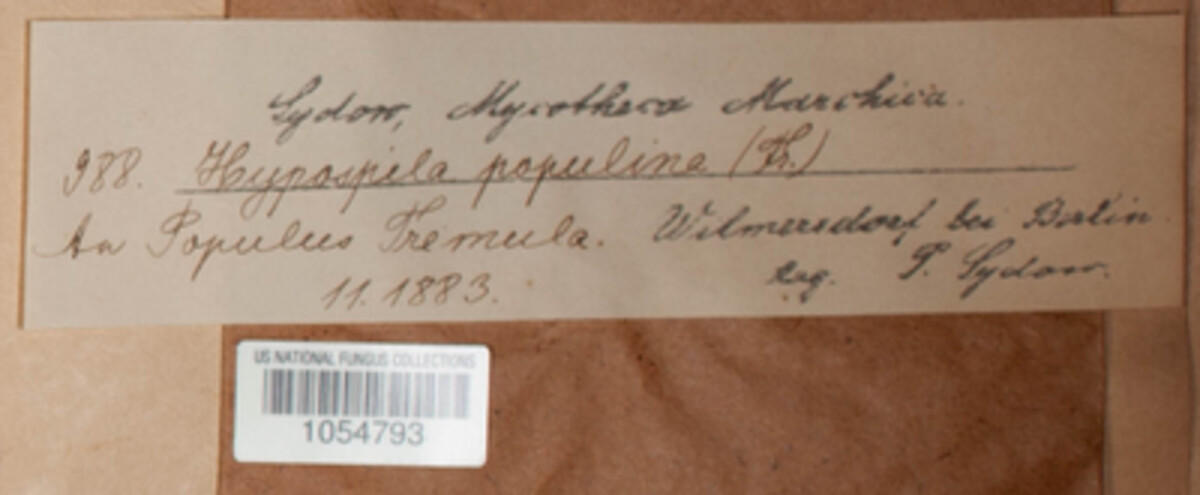 Sydow, Mycotheca Marchica.
988. Hypospila populina (Fr.)
An Populus Tremula. Wilmersdorf bei Berlin.
11. 1883. leg. P. Sydow.
US NATIONAL FUNGUS COLLECTIONS
1054793